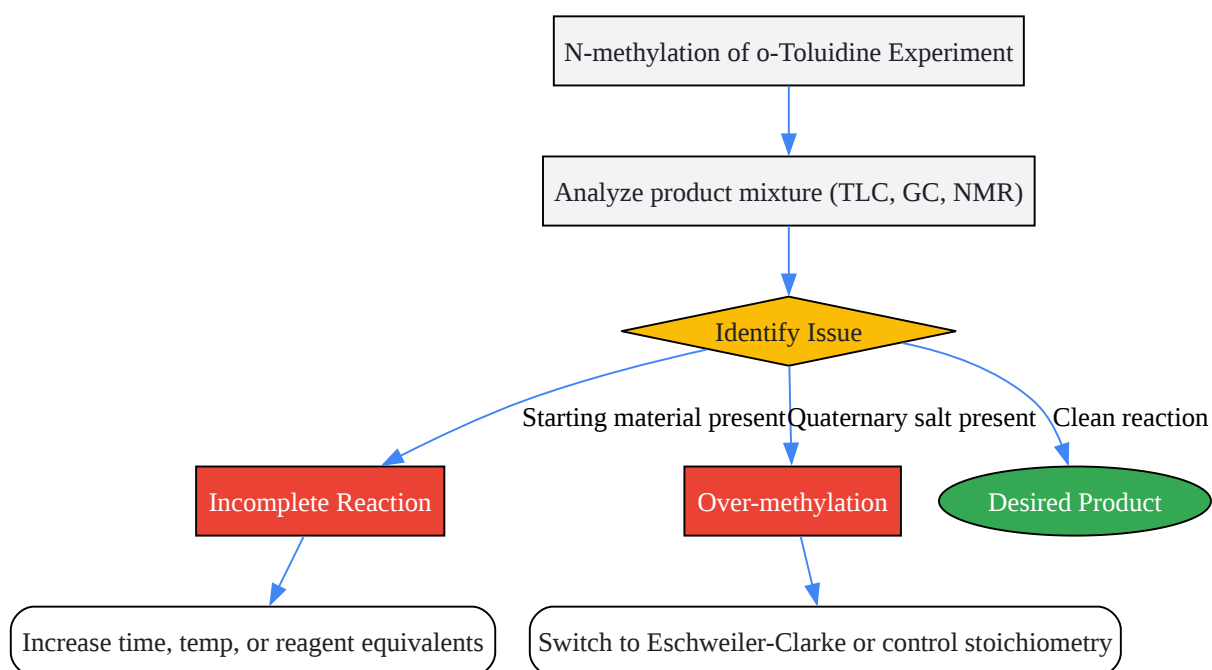 N-methylation of o-Toluidine Experiment
Analyze product mixture (TLC, GC, NMR)
Identify Issue
Starting material present
Quaternary salt present
Clean reaction
Incomplete Reaction
Over-methylation
Desired Product
Increase time, temp, or reagent equivalents
Switch to Eschweiler-Clarke or control stoichiometry